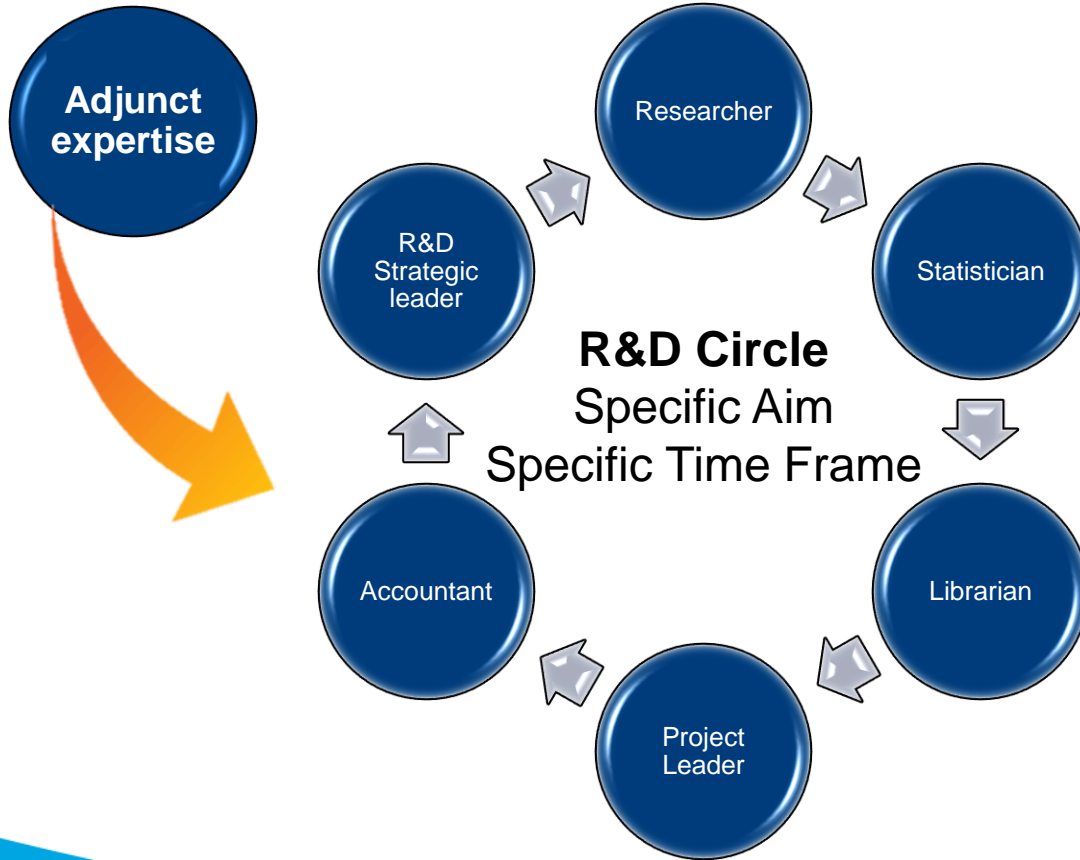 Adjunct
expertise
Researcher
R&D
Strategic
leader
Statistician
R&D Circle
Specific Aim
Specific Time Frame
Accountant
Librarian
Project
Leader